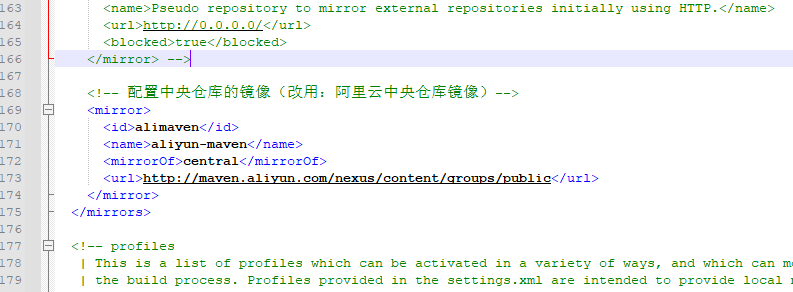 163 <name>Pseudo repository to mirror external repositories initially using HTTP.</name>
164 <url>http://0.0.0.0/</url>
165 <blocked>true</blocked>
166 </mirror> -->
167
168 <!-- 配置中央仓库的镜像（改用：阿里云中央仓库镜像）-->
169 <mirror>
170 <id>alimaven</id>
171 <name>aliyun-maven</name>
172 <mirrorOf>central</mirrorOf>
173 <url>http://maven.aliyun.com/nexus/content/groups/public</url>
174 </mirror>
175 </mirrors>
176
177 <!-- profiles
178 | This is a list of profiles which can be activated in a variety of ways, and which can
179 | the build process. Profiles provided in the settings.xml are intended to provide local